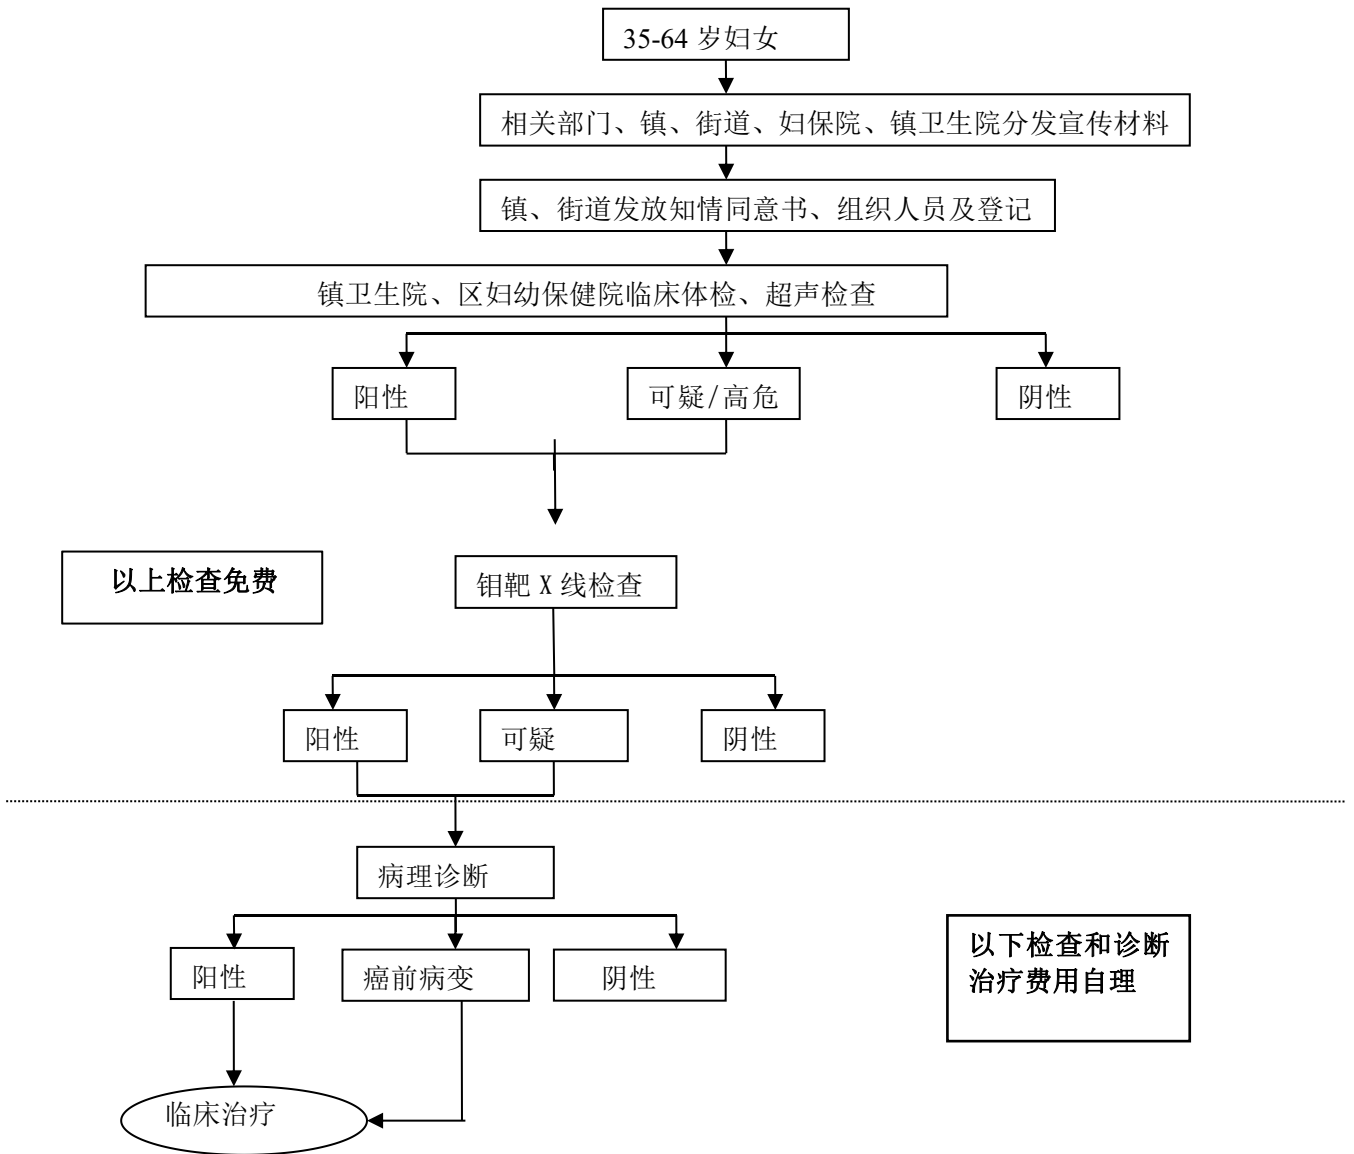 35-64 岁妇女
相关部门、镇、街道、妇保院、镇卫生院分发宣传材料
镇、街道发放知情同意书、组织人员及登记
镇卫生院、区妇幼保健院临床体检、超声检查
阳性
可疑/高危
阴性
以上检查免费
钼靶 X 线检查
阳性
可疑
阴性
病理诊断
阳性
癌前病变
阴性
以下检查和诊断
治疗费用自理
临床治疗